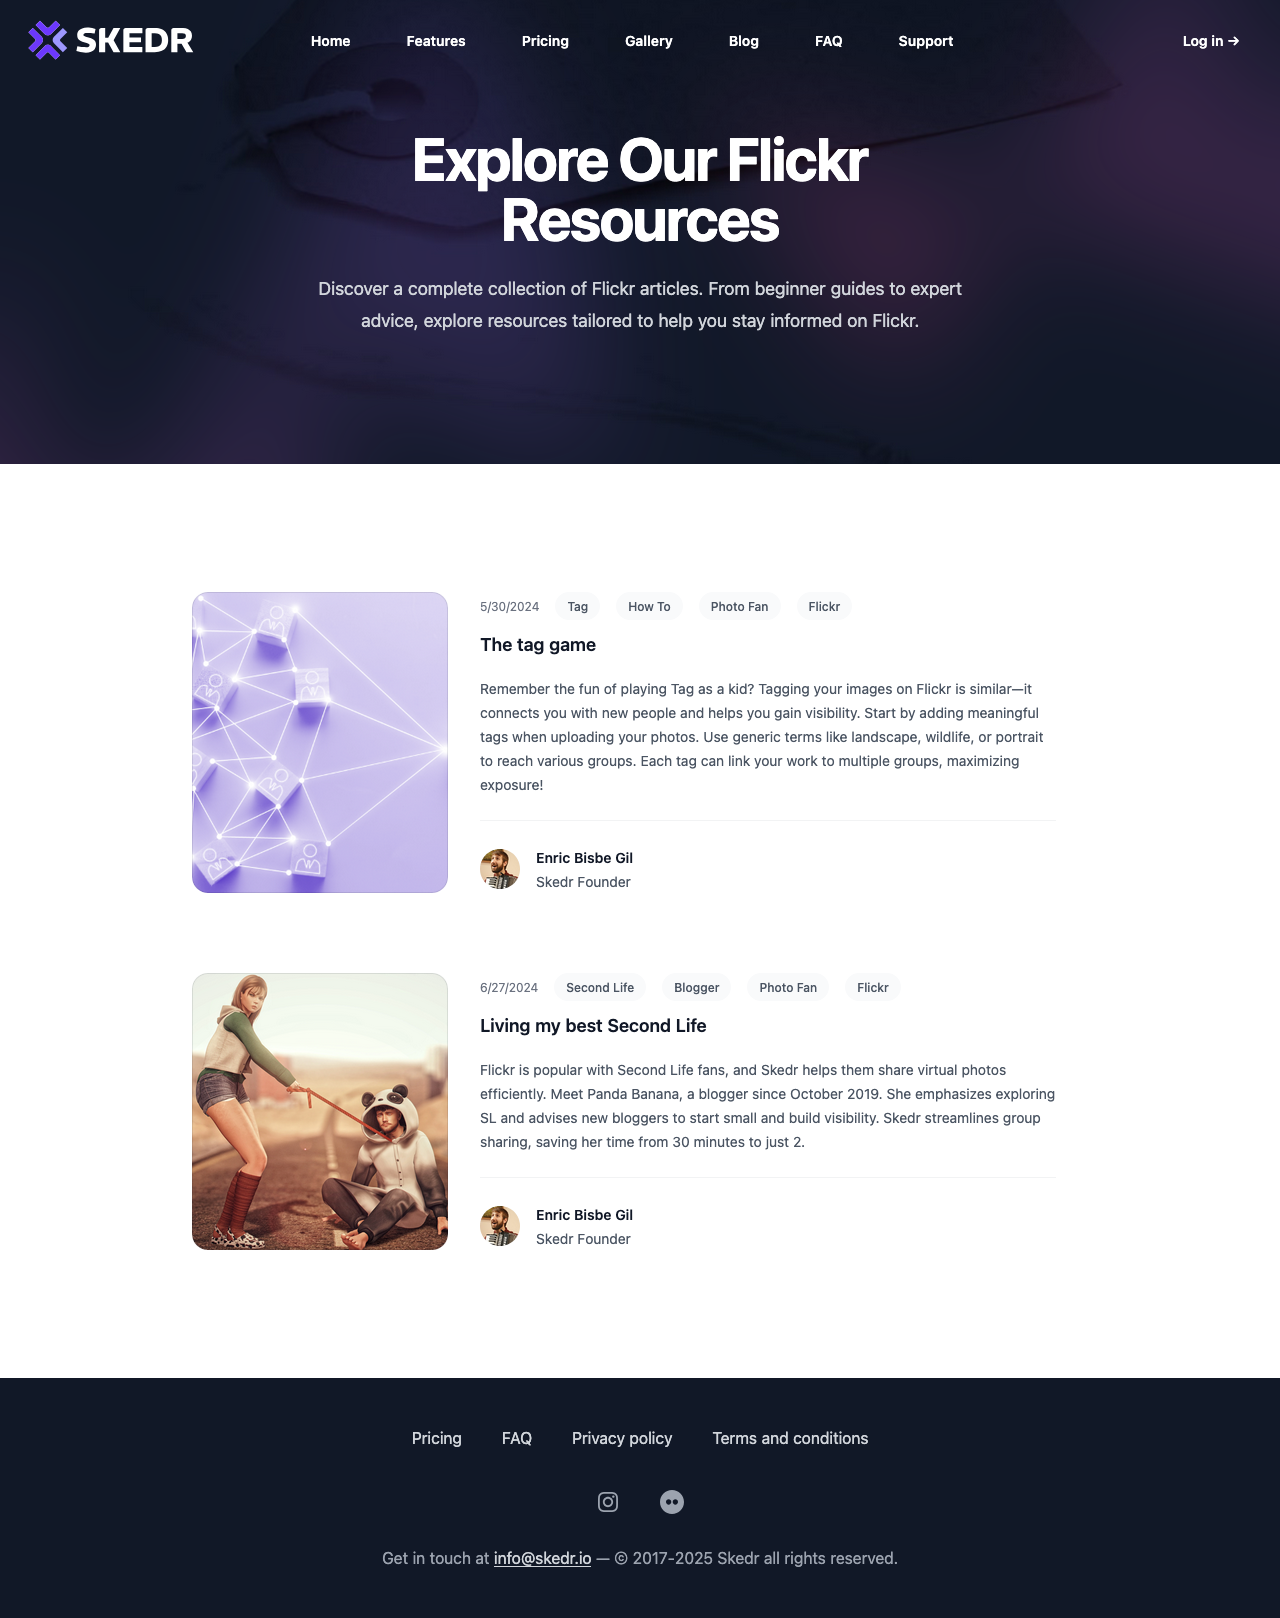 SKEDR
Home Features Pricing Gallery Blog FAQ Support
Log in →
Explore Our Flickr
Resources
Discover a complete collection of Flickr articles. From beginner guides to expert
advice, explore resources tailored to help you stay informed on Flickr.
5/30/2024 Tag How To Photo Fan Flickr
The tag game
Remember the fun of playing Tag as a kid? Tagging your images on Flickr is similar—it
connects you with new people and helps you gain visibility. Start by adding meaningful
tags when uploading your photos. Use generic terms like landscape, wildlife, or portrait
to reach various groups. Each tag can link your work to multiple groups, maximizing
exposure!
Enric Bisbe Gil
Skedr Founder
6/27/2024 Second Life Blogger Photo Fan Flickr
Living my best Second Life
Flickr is popular with Second Life fans, and Skedr helps them share virtual photos
efficiently. Meet Panda Banana, a blogger since October 2019. She emphasizes exploring
SL and advises new bloggers to start small and build visibility. Skedr streamlines group
sharing, saving her time from 30 minutes to just 2.
Enric Bisbe Gil
Skedr Founder
Pricing FAQ Privacy policy Terms and conditions
Get in touch at info@skedr.io — © 2017-2025 Skedr all rights reserved.